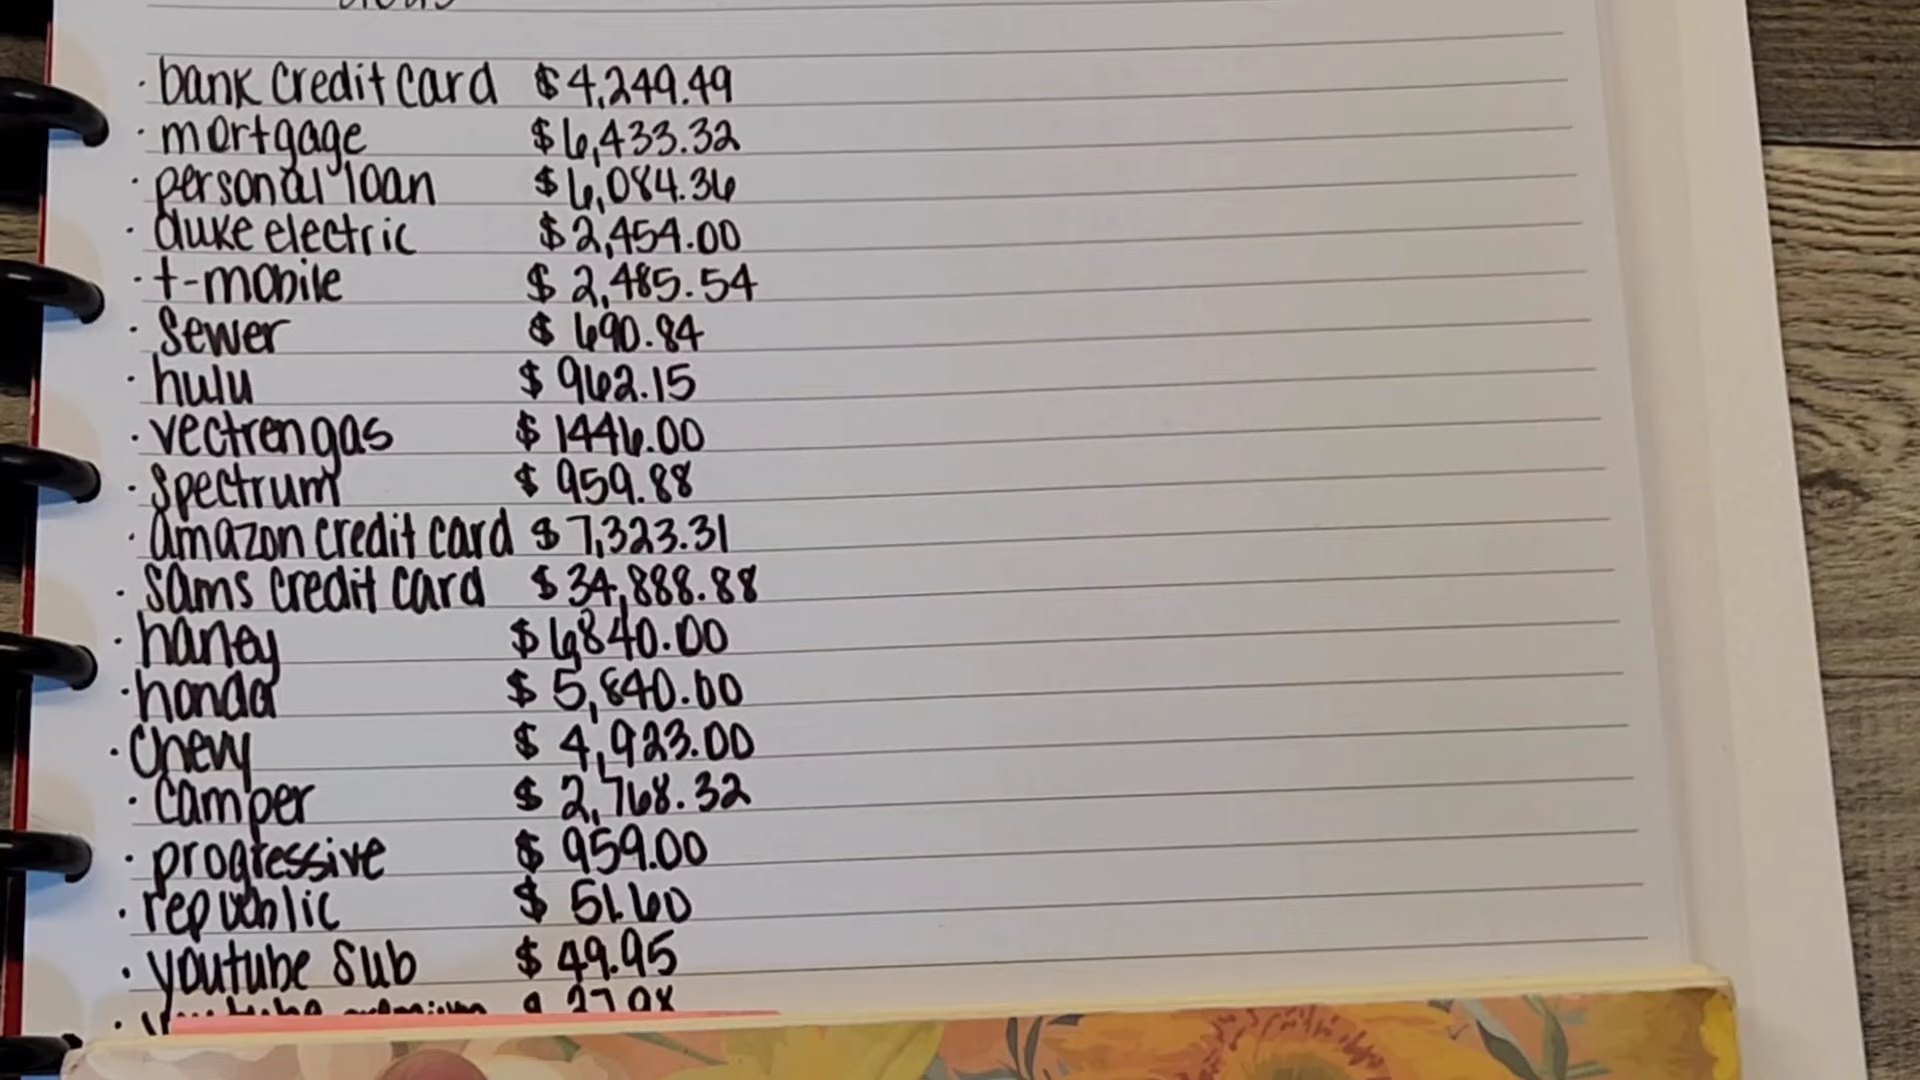 · bank credit card $4,249.49
· mortgage $6,433.32
· personal loan $6,084.36
· duke electric $2,454.00
· t-mobile $2,485.54
· sewer $690.84
· hulu $962.15
· vectren gas $1446.00
· spectrum $959.88
· amazon credit card $7,323.31
· sams credit card $34,888.88
· haney $6,840.00
· honda $5,840.00
· chevy $4,923.00
· camper $2,768.32
· progressive $959.00
· republic $51.60
· youtube sub $49.95